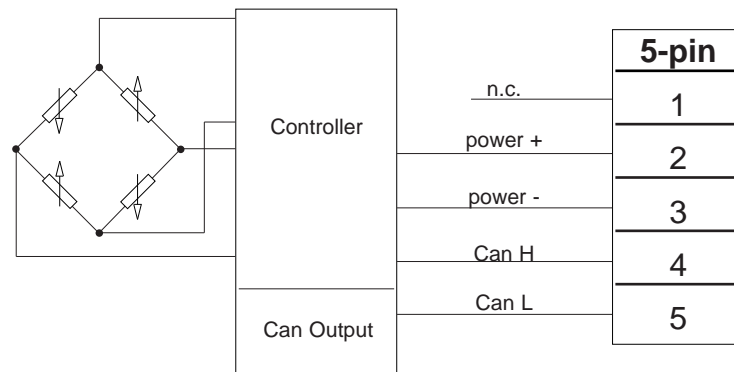 5-pin
n.c.
1
Controller
power +
2
power -
3
Can H
4
Can L
5
Can Output